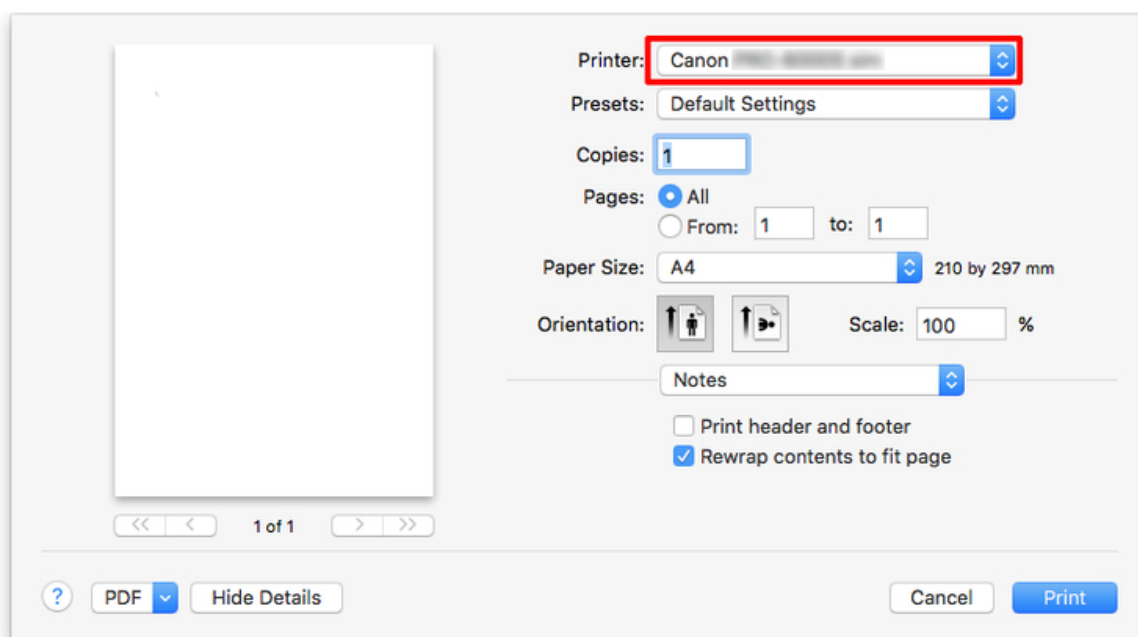 Printer: Canon
Presets: Default Settings
Copies: 1
Pages: All
From: 1 to: 1
Paper Size: A4 210 by 297 mm
Orientation: Scale: 100 %
Notes
Print header and footer
Rewrap contents to fit page
<< < 1 of 1 > >>
? PDF Hide Details Cancel Print